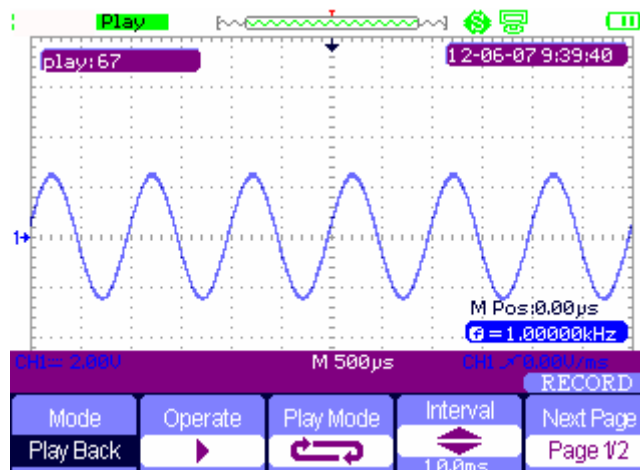 Play
play:67
12-06-07 9:39:40
1
M Pos:0.00µs
f = 1.00000kHz
CH1 2.00V M 500µs CH1 0.00V/ms
RECORD
Mode Operate Play Mode Interval Next Page
Play Back 10.0ms Page 1/2